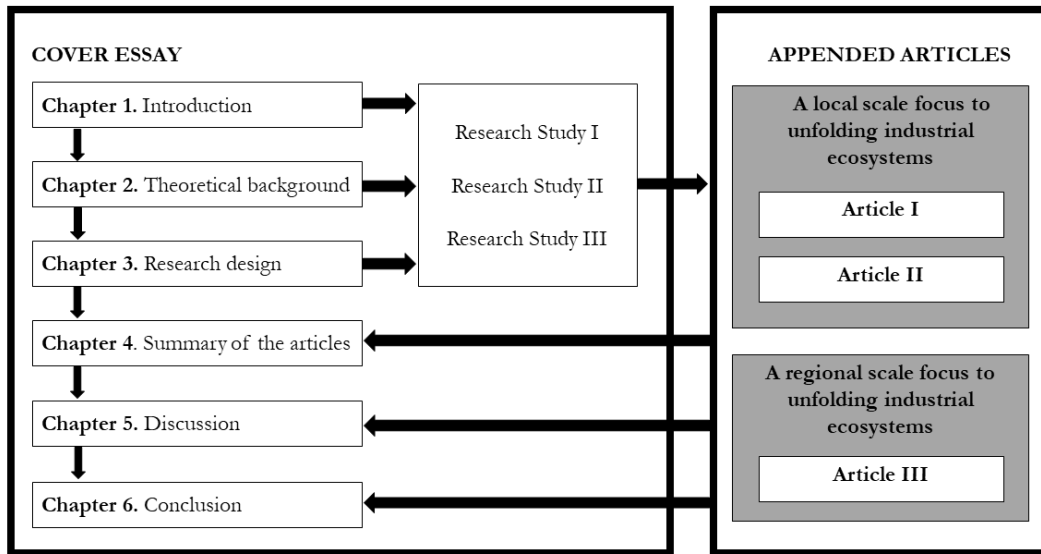 COVER ESSAY
Chapter 1. Introduction
Chapter 2. Theoretical background
Chapter 3. Research design
Chapter 4. Summary of the articles
Chapter 5. Discussion
Chapter 6. Conclusion
Research Study I
Research Study II
Research Study III
APPENDED ARTICLES
A local scale focus to
unfolding industrial
ecosystems
Article I
Article II
A regional scale focus to
unfolding industrial
ecosystems
Article III